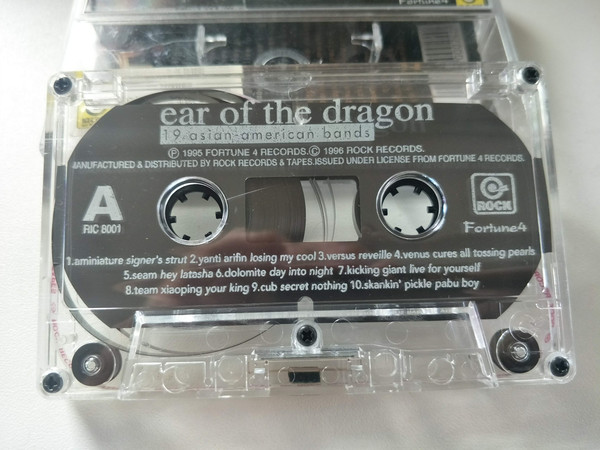 Fortune4
ear of the dragon
19 asian-american bands
Ⓟ 1995 FORTUNE 4 RECORDS.© 1996 ROCK RECORDS.
MANUFACTURED & DISTRIBUTED BY ROCK RECORDS & TAPES.ISSUED UNDER LICENSE FROM FORTUNE 4 RECORDS.
A
RIC 8001
ROCK
Fortune4
1.aminiature signer's strut 2.yanti arifin losing my cool 3.versus reveille 4.venus cures all tossing pearls
5.seam hey latasha 6.dolomite day into night 7.kicking giant live for yourself
8.team xiaoping your king 9.cub secret nothing 10.skankin' pickle pabu boy